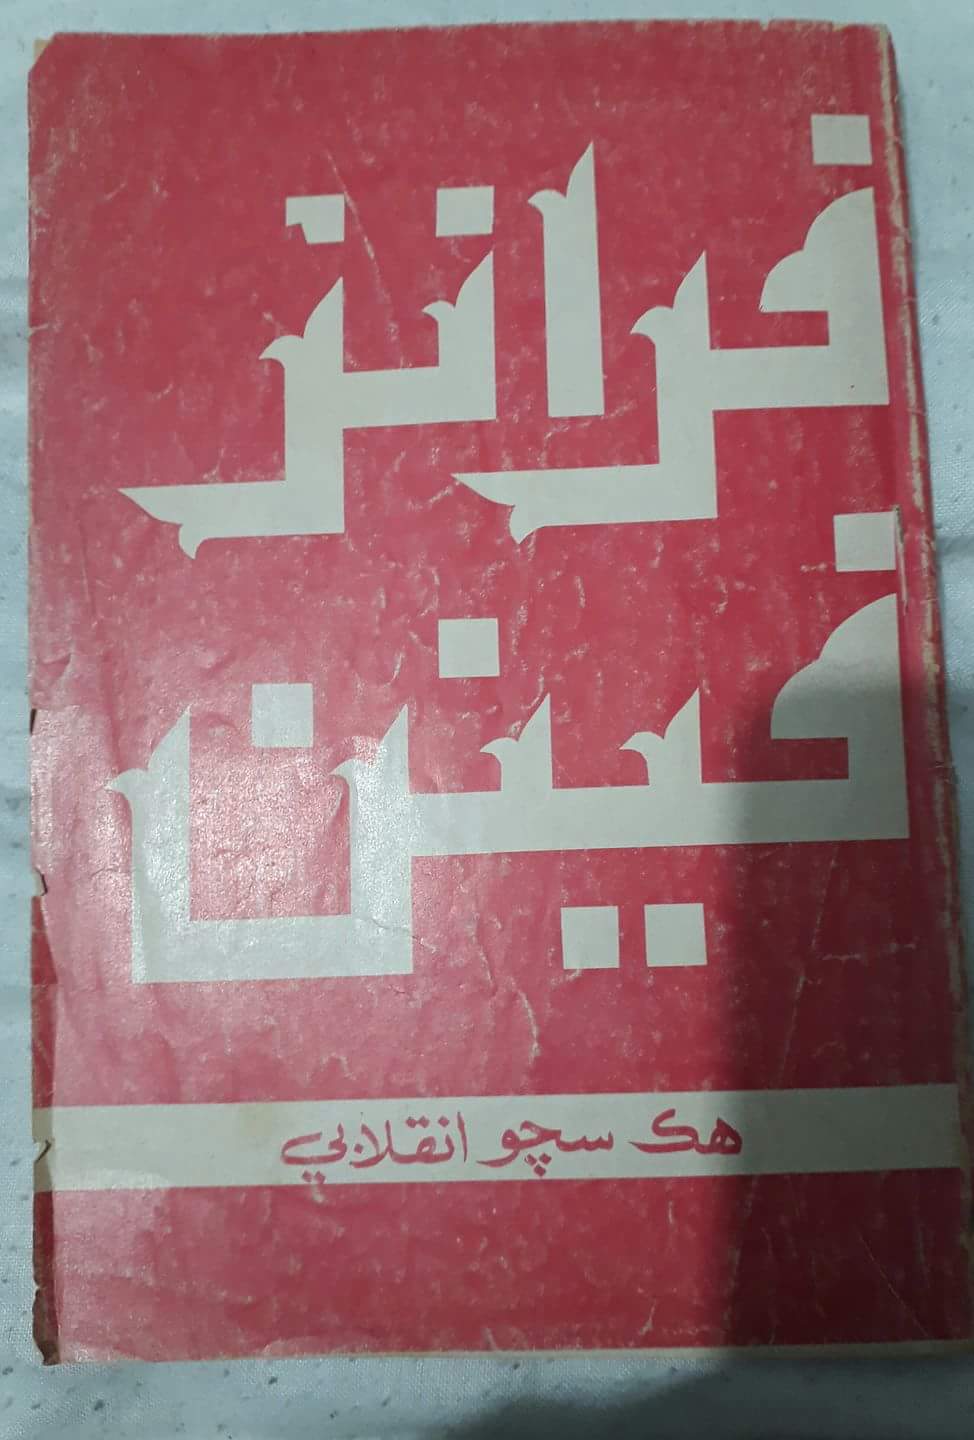 فرانز
فينن
هڪ سچو انقلابي